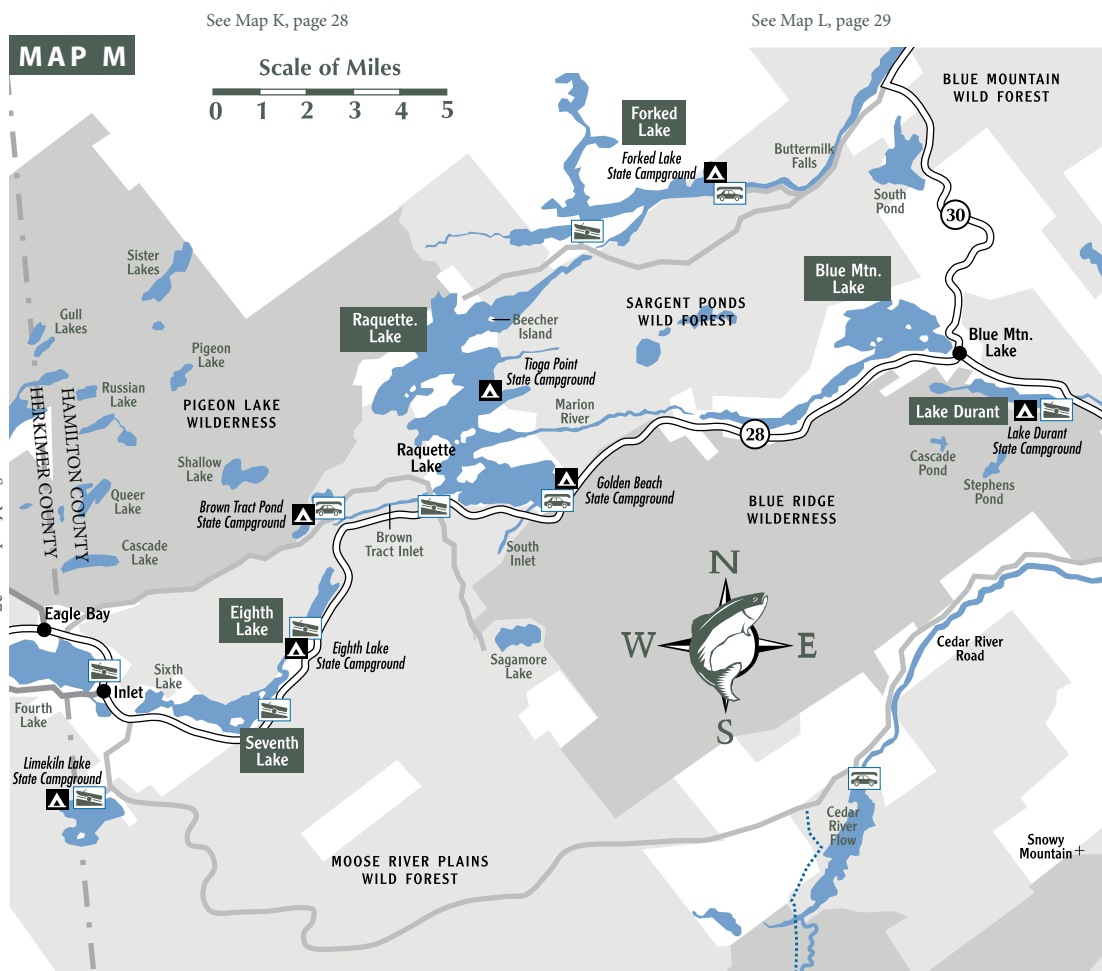 See Map K, page 28
See Map L, page 29
MAP M
Scale of Miles
0 1 2 3 4 5
BLUE MOUNTAIN
WILD FOREST
Forked
Lake
Forked Lake
State Campground
Buttermilk
Falls
South
Pond
30
Sister
Lakes
Blue Mtn.
Lake
Gull
Lakes
Raquette.
Lake
Beecher
Island
SARGENT PONDS
WILD FOREST
Blue Mtn.
Lake
Pigeon
Lake
Tioga Point
State Campground
Russian
Lake
HERKIMER COUNTY
HAMILTON COUNTY
PIGEON LAKE
WILDERNESS
Marion
River
Lake Durant
28
Lake Durant
State Campground
Raquette
Lake
Cascade
Pond
Shallow
Lake
Golden Beach
State Campground
Stephens
Pond
Queer
Lake
Brown Tract Pond
State Campground
BLUE RIDGE
WILDERNESS
Brown
Tract Inlet
South
Inlet
Cascade
Lake
N
Eagle Bay
Eighth
Lake
W
E
Cedar River
Road
Eighth Lake
State Campground
Sagamore
Lake
Sixth
Lake
Inlet
Fourth
Lake
S
Seventh
Lake
Limekiln Lake
State Campground
Cedar
River
Flow
Snowy
Mountain
MOOSE RIVER PLAINS
WILD FOREST